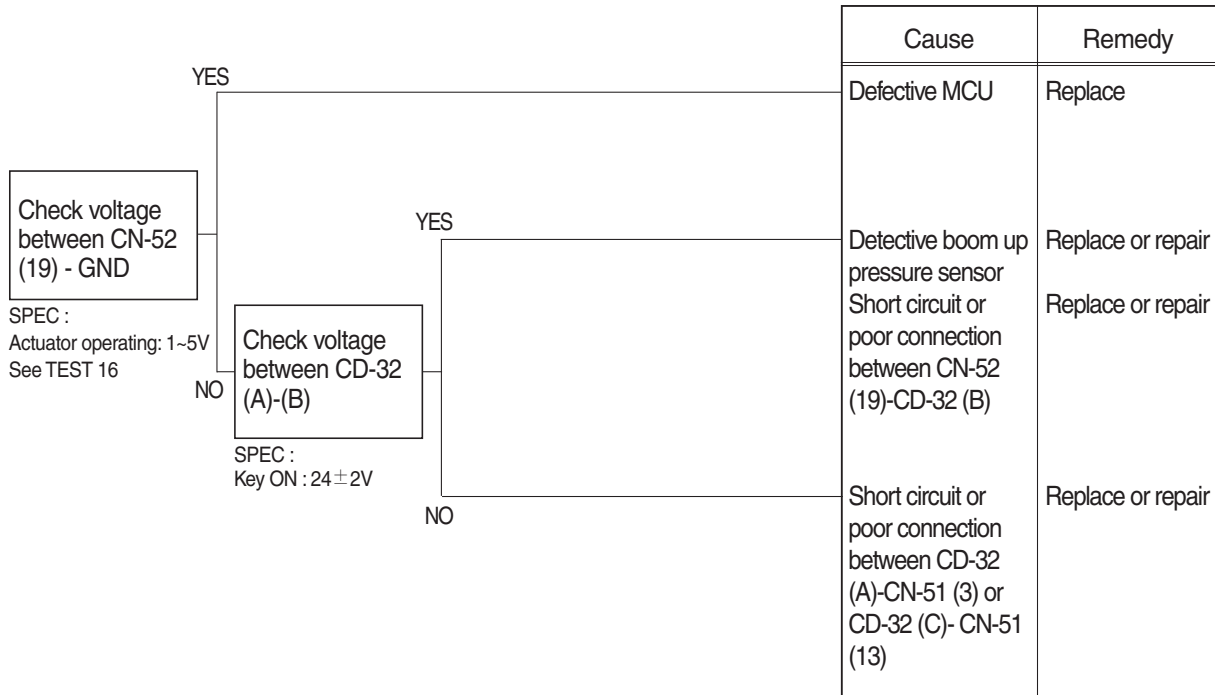 Cause Remedy
YES
Defective MCU Replace
Check voltage
between CN-52
(19) - GND
SPEC :
Actuator operating: 1~5V
See TEST 16
NO
YES
Detective boom up Replace or repair
pressure sensor
Short circuit or Replace or repair
poor connection
between CN-52
(19)-CD-32 (B)
Check voltage
between CD-32
(A)-(B)
SPEC :
Key ON : 24±2V
NO
Short circuit or Replace or repair
poor connection
between CD-32
(A)-CN-51 (3) or
CD-32 (C)- CN-51
(13)